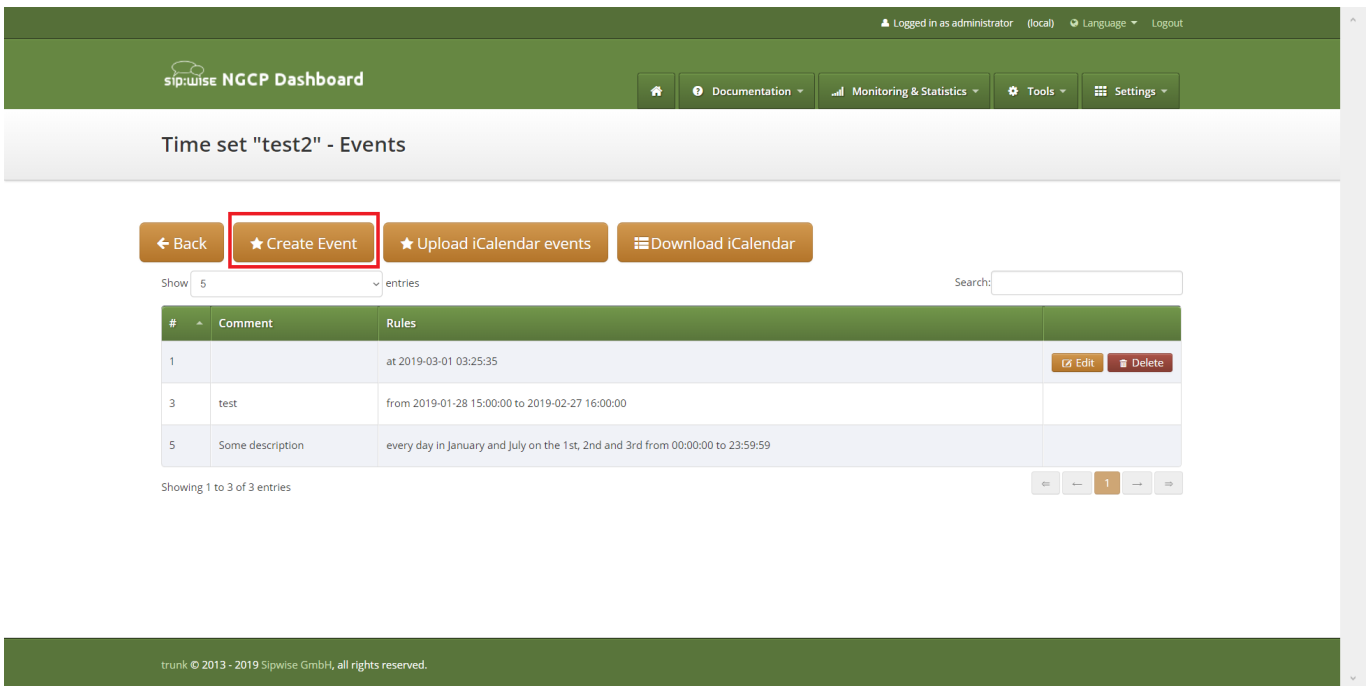 Logged in as administrator (local) Language Logout
sip:wise NGCP Dashboard
Documentation Monitoring & Statistics Tools Settings
Time set "test2" - Events
Back Create Event Upload iCalendar events Download iCalendar
Show 5 entries Search:
# Comment Rules
1 at 2019-03-01 03:25:35 Edit Delete
3 test from 2019-01-28 15:00:00 to 2019-02-27 16:00:00
5 Some description every day in January and July on the 1st, 2nd and 3rd from 00:00:00 to 23:59:59
Showing 1 to 3 of 3 entries ⇐ ← 1 → ⇒
trunk © 2013 - 2019 Sipwise GmbH, all rights reserved.